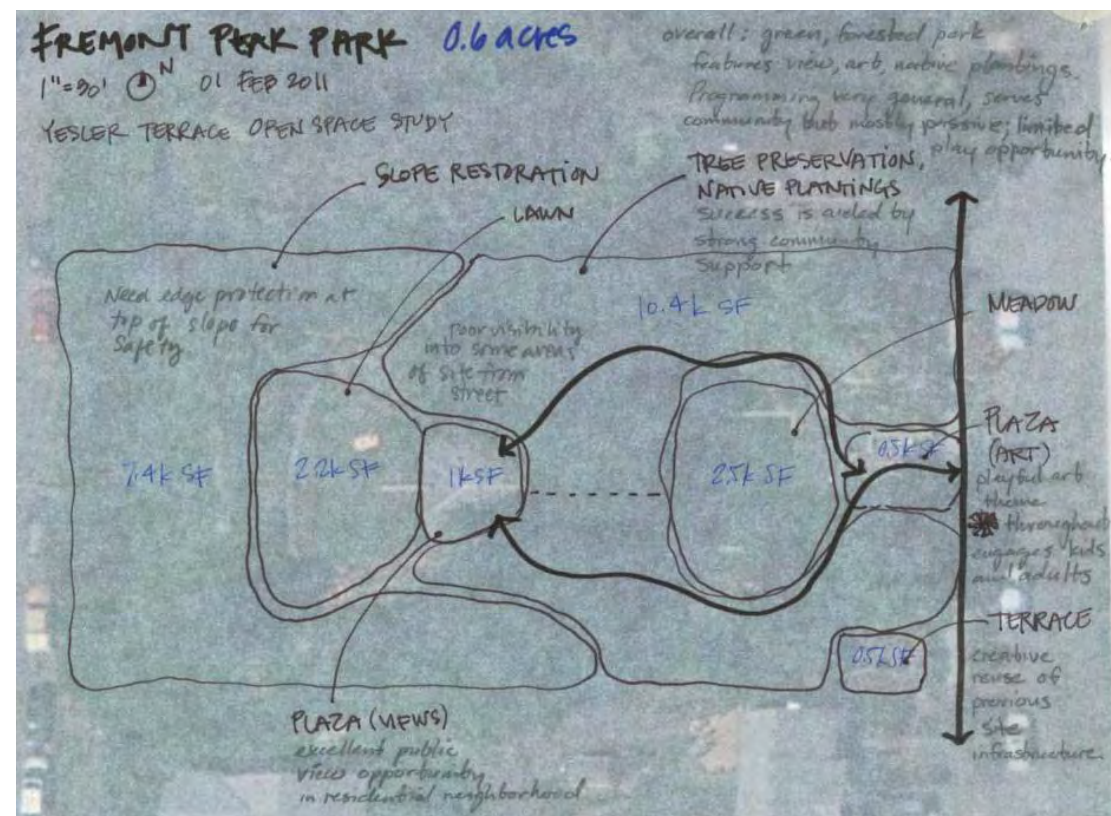 FREMONT PEAK PARK 0.6 acres
1"=30' N 01 FEB 2011
YESLER TERRACE OPEN SPACE STUDY
overall: green, forested park
features view, art, native plantings.
Programming very general, serves
community but mostly passive; limited
play opportunity
SLOPE RESTORATION
LAWN
TREE PRESERVATION,
NATIVE PLANTINGS
success is aided by
strong community
support
Need edge protection at
top of slope for
Safety
Poor visibility
into some areas
of site from
street
10.4k SF
MEADOW
7.4k SF
2.2k SF
1k SF
2.5k SF
0.5k SF
PLAZA
(ART)
playful art
theme
throughout
engages kids
and adults
TERRACE
0.5k SF
creative
reuse of
previous
site
infrastructure.
PLAZA (VIEWS)
excellent public
view opportunity
in residential neighborhood